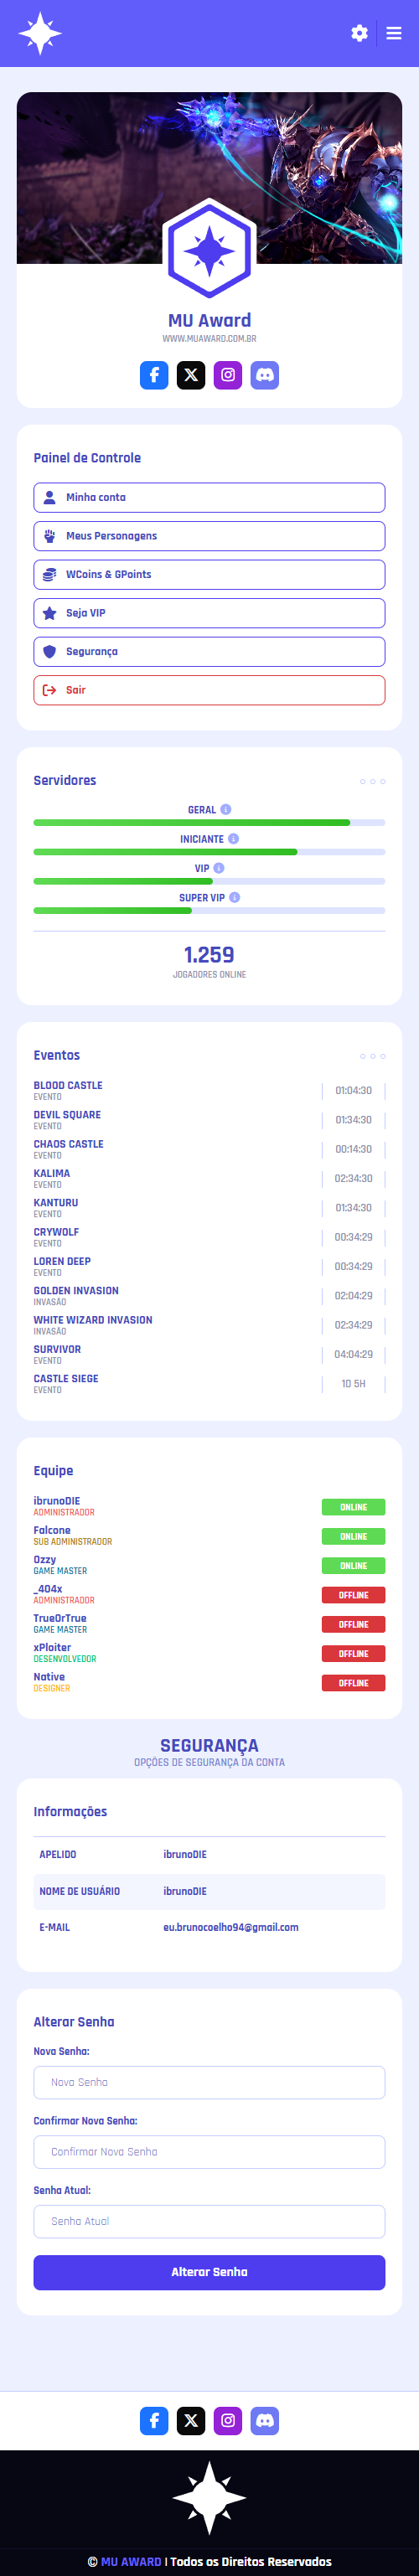 MU Award
WWW.MUAWARD.COM.BR
Painel de Controle
Minha conta
Meus Personagens
WCoins & GPoints
Seja VIP
Segurança
Sair
Servidores
GERAL
INICIANTE
VIP
SUPER VIP
1.259
JOGADORES ONLINE
Eventos
BLOOD CASTLE
EVENTO
01:04:30
DEVIL SQUARE
EVENTO
01:34:30
CHAOS CASTLE
EVENTO
00:14:30
KALIMA
EVENTO
02:34:30
KANTURU
EVENTO
01:34:30
CRYWOLF
EVENTO
00:34:29
LOREN DEEP
EVENTO
00:34:29
GOLDEN INVASION
INVASÃO
02:04:29
WHITE WIZARD INVASION
INVASÃO
02:34:29
SURVIVOR
EVENTO
04:04:29
CASTLE SIEGE
EVENTO
1D 5H
Equipe
ibrunoDIE
ADMINISTRADOR
ONLINE
Falcone
SUB ADMINISTRADOR
ONLINE
Ozzy
GAME MASTER
ONLINE
_404x
ADMINISTRADOR
OFFLINE
TrueOrTrue
GAME MASTER
OFFLINE
xPloiter
DESENVOLVEDOR
OFFLINE
Native
DESIGNER
OFFLINE
SEGURANÇA
OPÇÕES DE SEGURANÇA DA CONTA
Informações
APELIDO ibrunoDIE
NOME DE USUÁRIO ibrunoDIE
E-MAIL eu.brunocoelho94@gmail.com
Alterar Senha
Nova Senha:
Nova Senha
Confirmar Nova Senha:
Confirmar Nova Senha
Senha Atual:
Senha Atual
Alterar Senha
© MU AWARD | Todos os Direitos Reservados